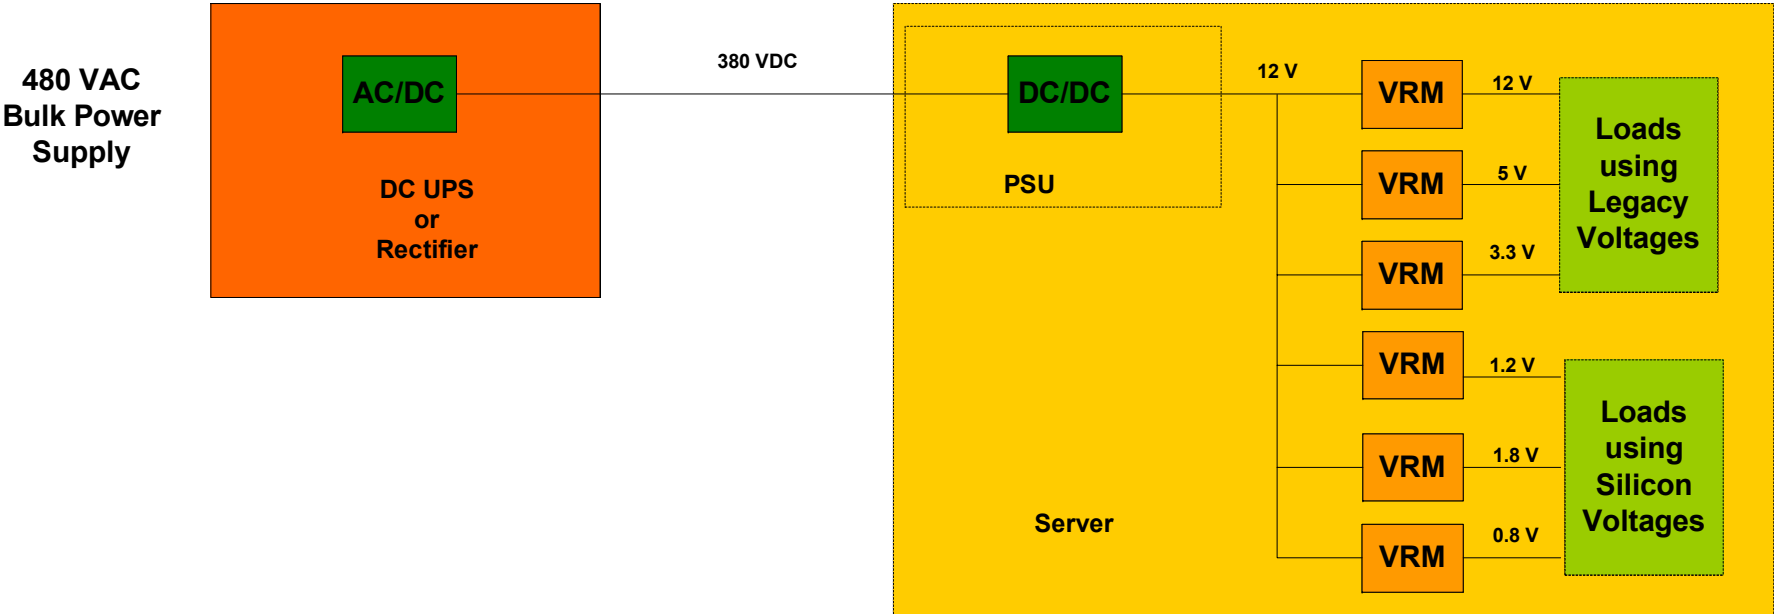 480 VAC
Bulk Power
Supply
AC/DC
DC UPS
or
Rectifier
380 VDC
DC/DC
PSU
12 V
VRM
12 V
VRM
5 V
VRM
3.3 V
Loads
using
Legacy
Voltages
VRM
1.2 V
VRM
1.8 V
VRM
0.8 V
Loads
using
Silicon
Voltages
Server